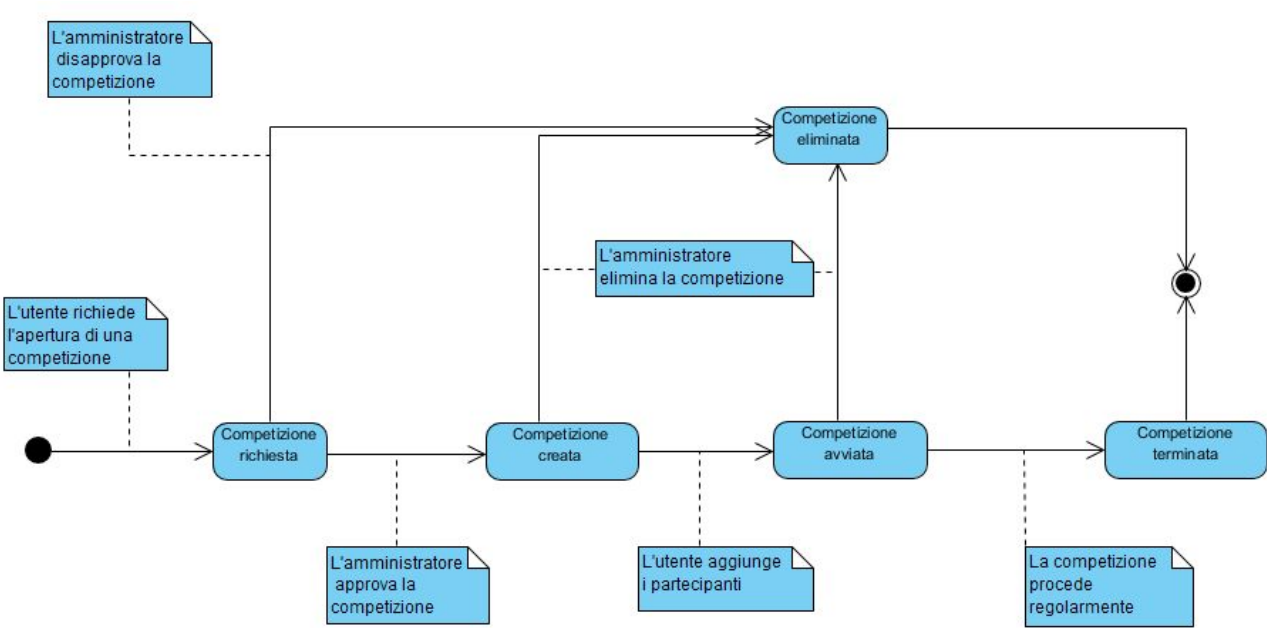 L'amministratore
disapprova la
competizione
Competizione
eliminata
L'amministratore
elimina la competizione
L'utente richiede
l'apertura di una
competizione
Competizione
richiesta
Competizione
creata
Competizione
avviata
Competizione
terminata
L'amministratore
approva la
competizione
L'utente aggiunge
i partecipanti
La competizione
procede
regolarmente